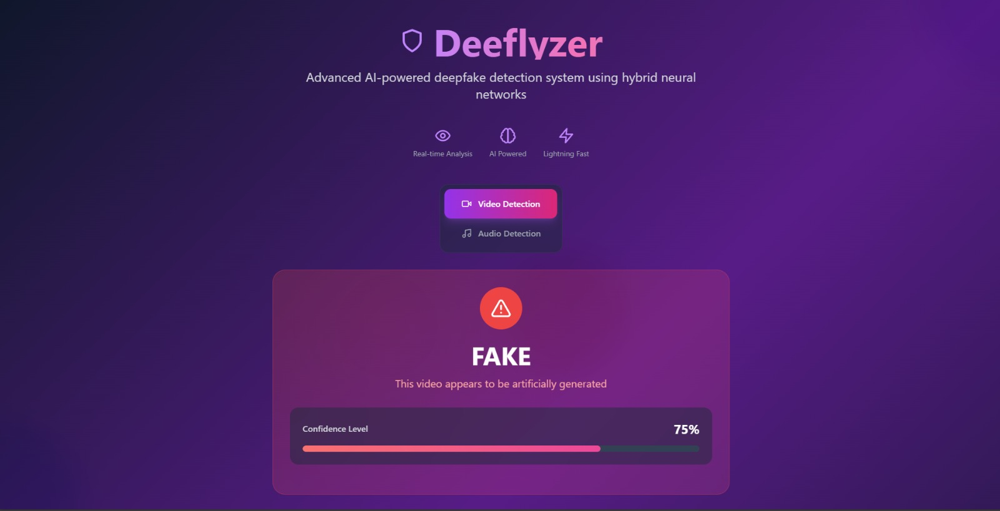 Deeflyzer
Advanced AI-powered deepfake detection system using hybrid neural
networks
Real-time Analysis
AI Powered
Lightning Fast
Video Detection
Audio Detection
FAKE
This video appears to be artificially generated
Confidence Level
75%